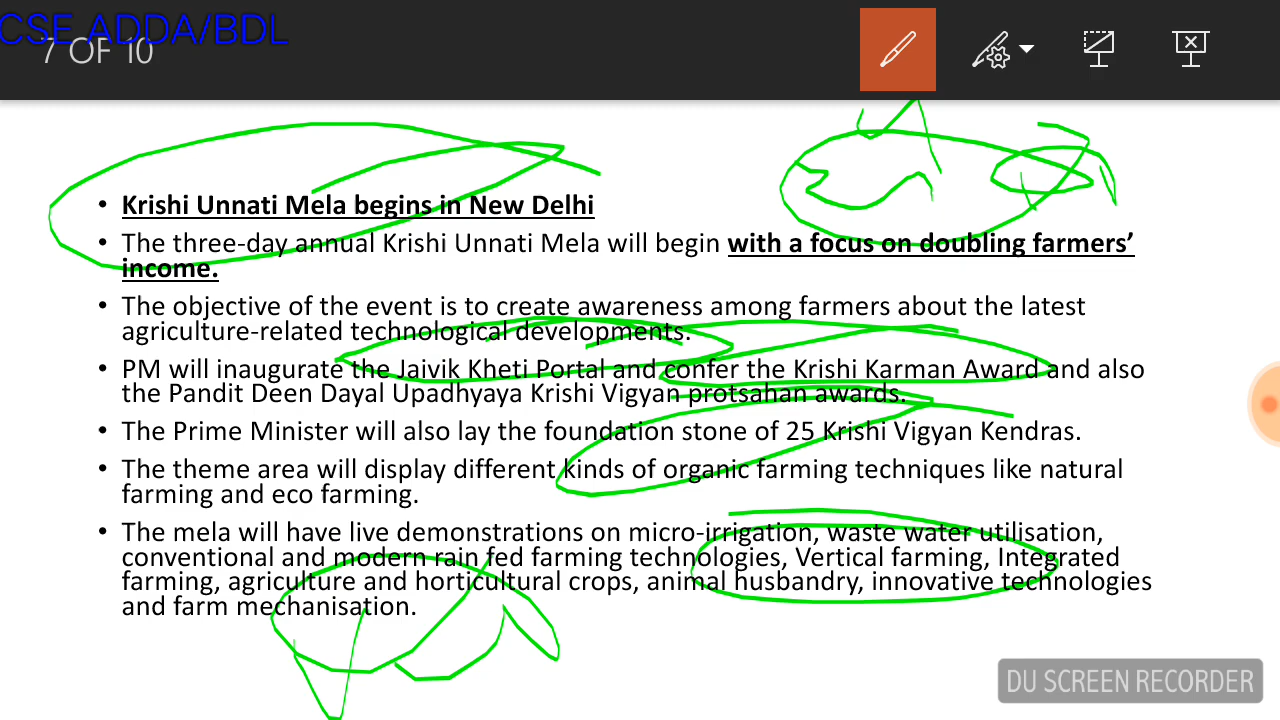 CSE ADDA/BDL
7 OF 10
• Krishi Unnati Mela begins in New Delhi
• The three-day annual Krishi Unnati Mela will begin with a focus on doubling farmers’
income.
• The objective of the event is to create awareness among farmers about the latest
agriculture-related technological developments.
• PM will inaugurate the Jaivik Kheti Portal and confer the Krishi Karman Award and also
the Pandit Deen Dayal Upadhyaya Krishi Vigyan protsahan awards.
• The Prime Minister will also lay the foundation stone of 25 Krishi Vigyan Kendras.
• The theme area will display different kinds of organic farming techniques like natural
farming and eco farming.
• The mela will have live demonstrations on micro-irrigation, waste water utilisation,
conventional and modern rain fed farming technologies, Vertical farming, Integrated
farming, agriculture and horticultural crops, animal husbandry, innovative technologies
and farm mechanisation.
DU SCREEN RECORDER